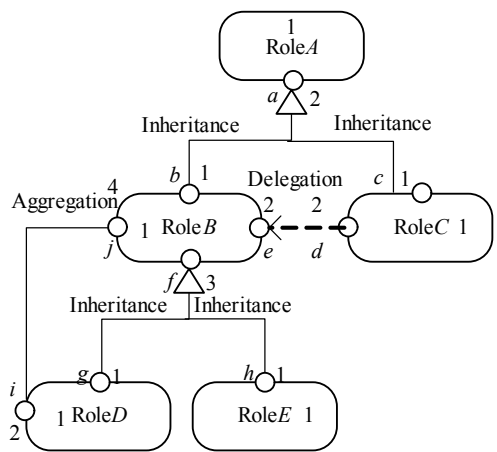 1
RoleA
a 2
Inheritance Inheritance
b 1 Delegation c 1
Aggregation 4 2 2
1 RoleB RoleC 1
j e d
f 3
Inheritance Inheritance
g 1 h 1
i
1 RoleD RoleE 1
2